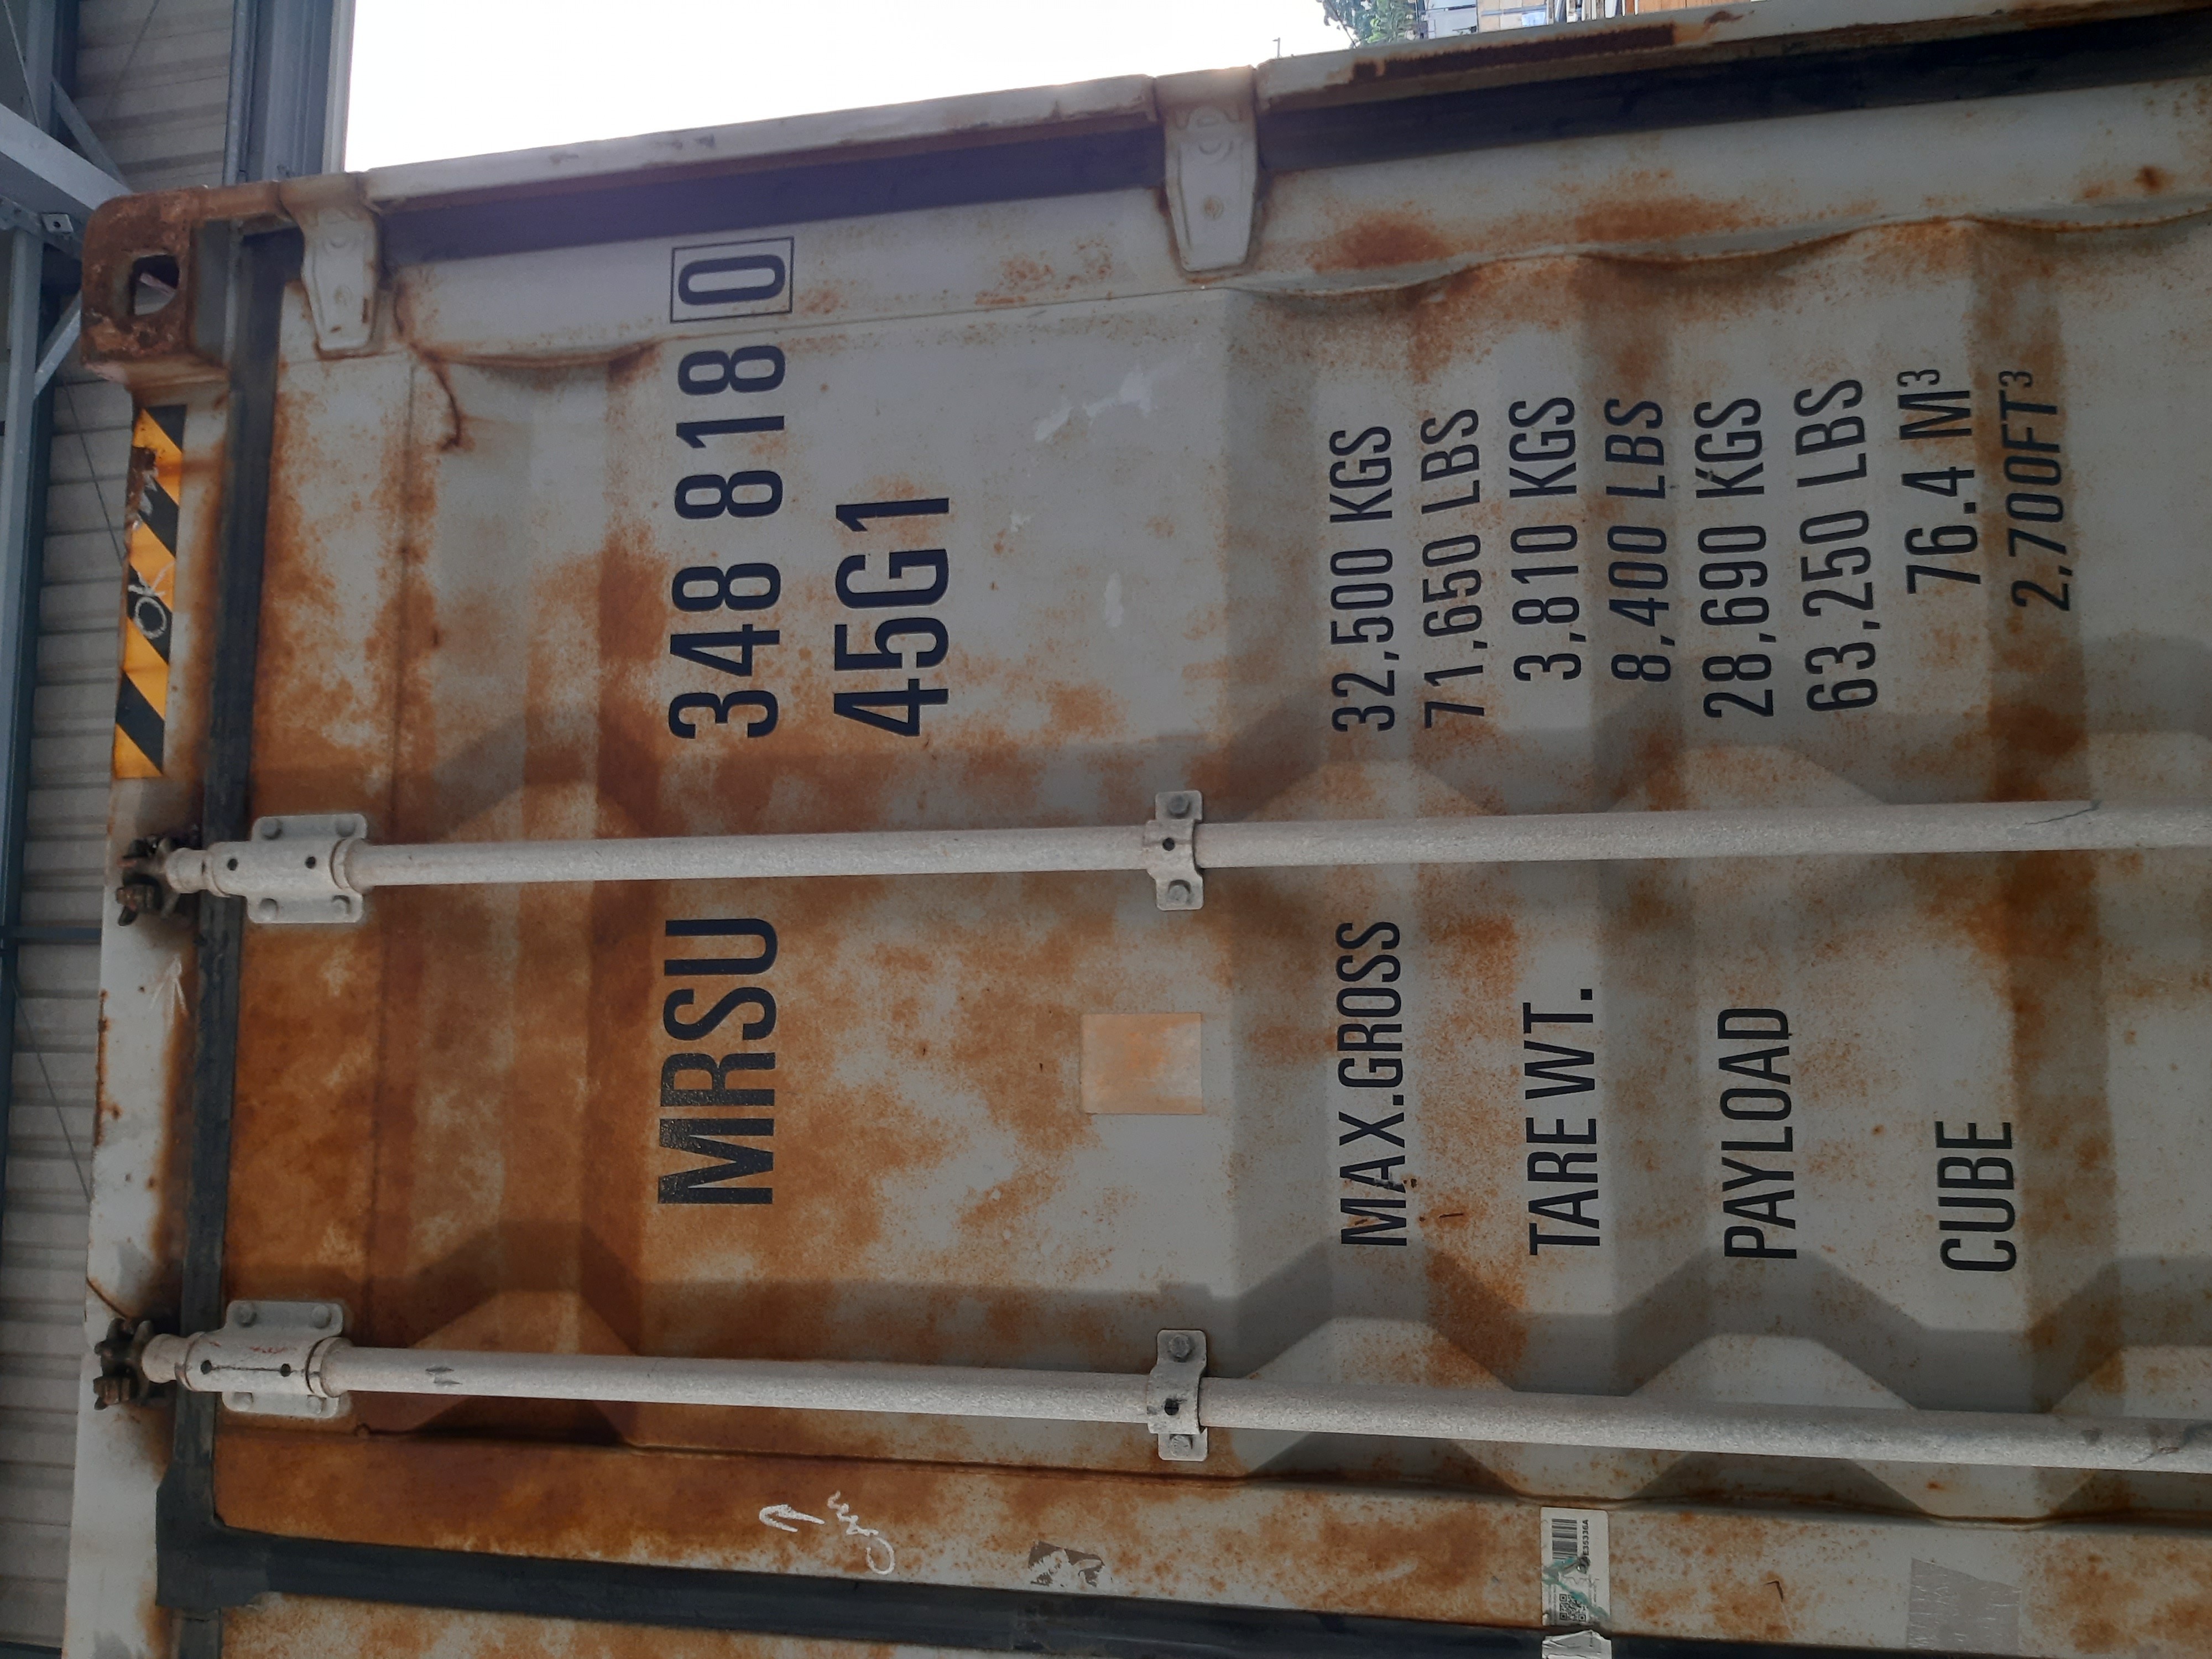 MRSU 348 818 0
45G1
MAX.GROSS 32,500 KGS
71,650 LBS
TARE WT. 3,810 KGS
8,400 LBS
PAYLOAD 28,690 KGS
63,250 LBS
CUBE 76.4 M³
2,700FT³